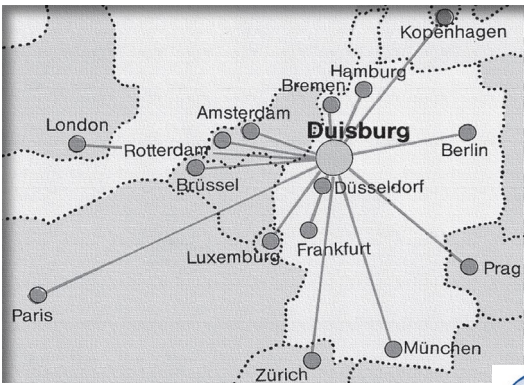 Kopenhagen
Hamburg
Bremen
Amsterdam
London
Duisburg
Rotterdam
Berlin
Brüssel
Düsseldorf
Luxemburg
Frankfurt
Prag
Paris
München
Zürich